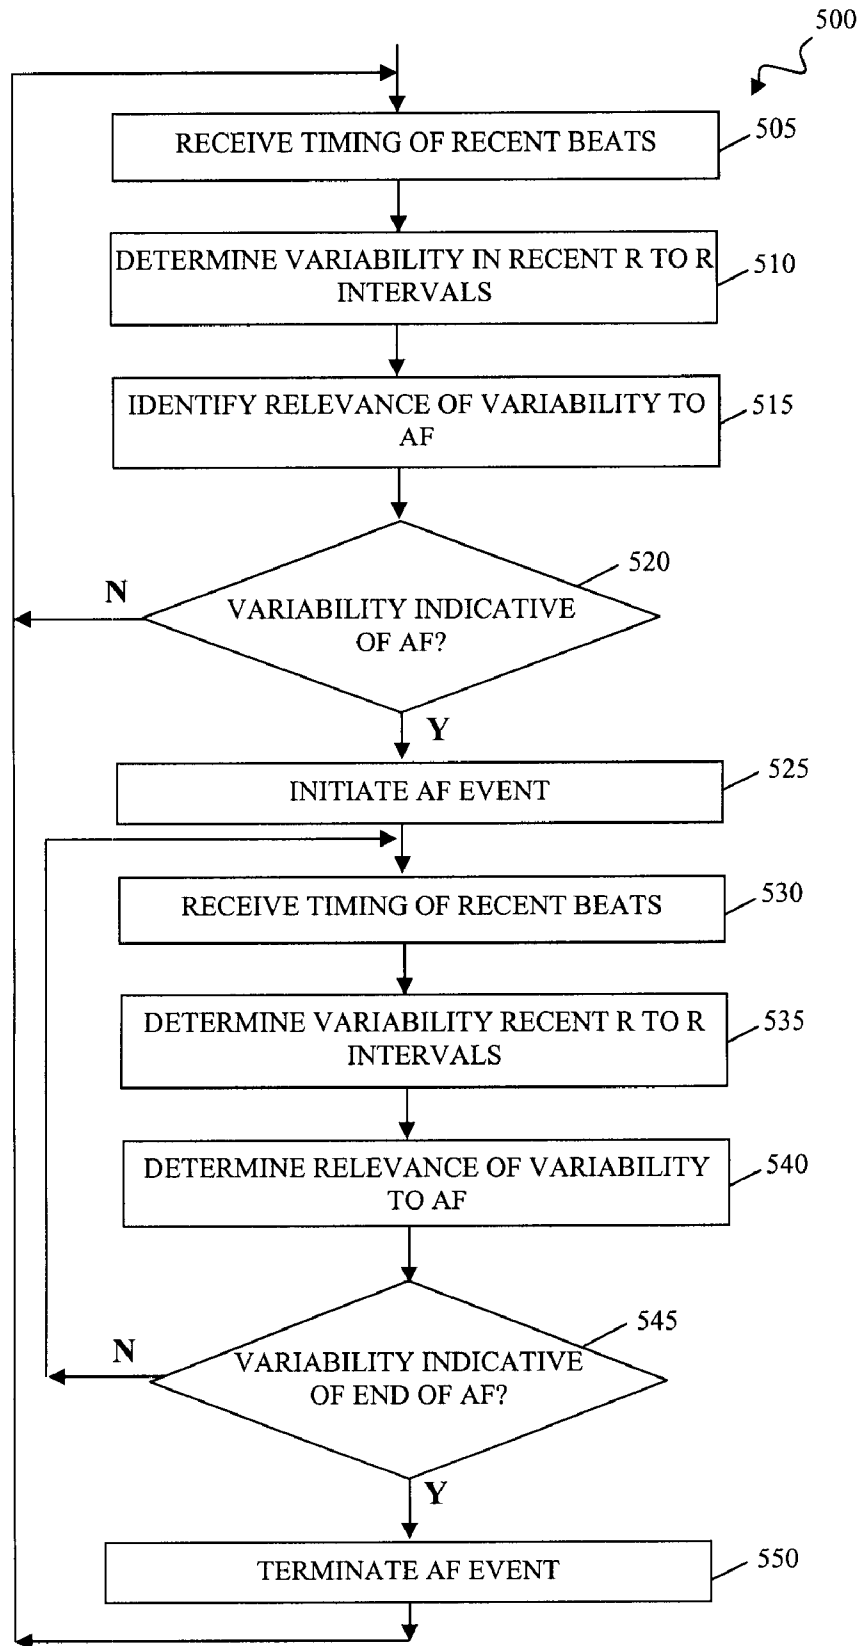 500
RECEIVE TIMING OF RECENT BEATS
505
DETERMINE VARIABILITY IN RECENT R TO R
INTERVALS
510
IDENTIFY RELEVANCE OF VARIABILITY TO
AF
515
520
N
VARIABILITY INDICATIVE
OF AF?
Y
525
INITIATE AF EVENT
530
RECEIVE TIMING OF RECENT BEATS
535
DETERMINE VARIABILITY RECENT R TO R
INTERVALS
540
DETERMINE RELEVANCE OF VARIABILITY
TO AF
545
N
VARIABILITY INDICATIVE
OF END OF AF?
Y
550
TERMINATE AF EVENT